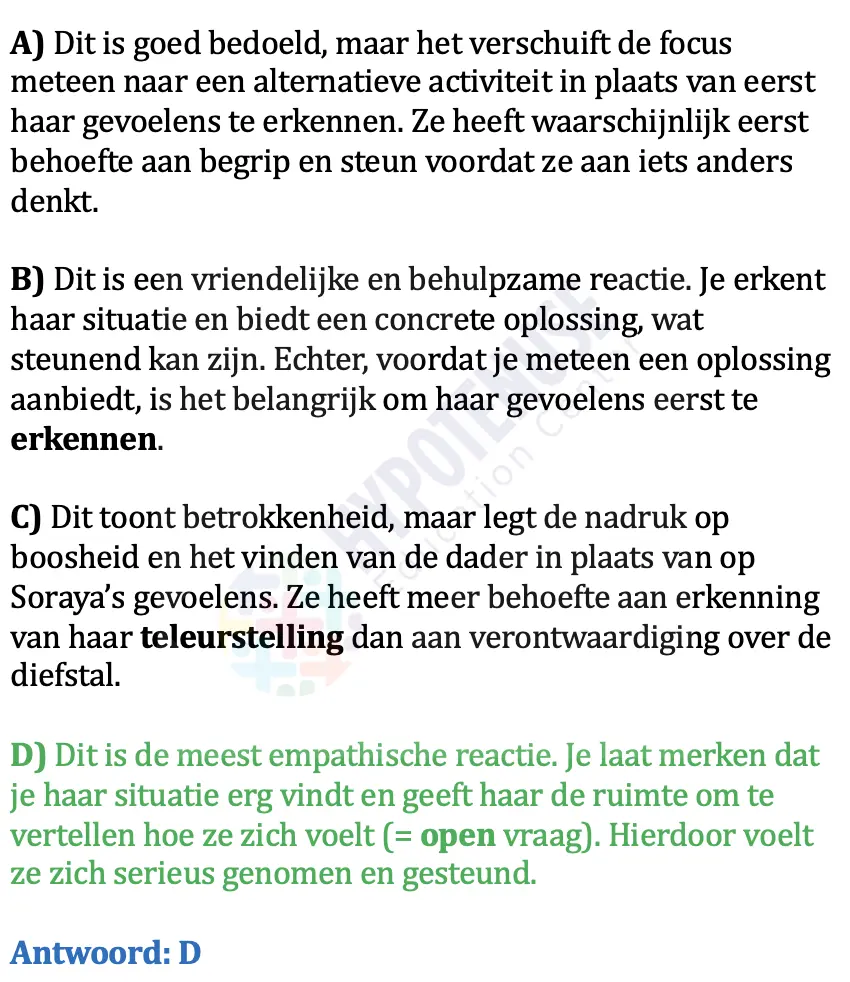 A) Dit is goed bedoeld, maar het verschuift de focus
meteen naar een alternatieve activiteit in plaats van eerst
haar gevoelens te erkennen. Ze heeft waarschijnlijk eerst
behoefte aan begrip en steun voordat ze aan iets anders
denkt.
B) Dit is een vriendelijke en behulpzame reactie. Je erkent
haar situatie en biedt een concrete oplossing, wat
steunend kan zijn. Echter, voordat je meteen een oplossing
aanbiedt, is het belangrijk om haar gevoelens eerst te
erkennen.
C) Dit toont betrokkenheid, maar legt de nadruk op
boosheid en het vinden van de dader in plaats van op
Soraya’s gevoelens. Ze heeft meer behoefte aan erkenning
van haar teleurstelling dan aan verontwaardiging over de
diefstal.
D) Dit is de meest empathische reactie. Je laat merken dat
je haar situatie erg vindt en geeft haar de ruimte om te
vertellen hoe ze zich voelt (= open vraag). Hierdoor voelt
ze zich serieus genomen en gesteund.
Antwoord: D
HYPOTENUSE
Education Center